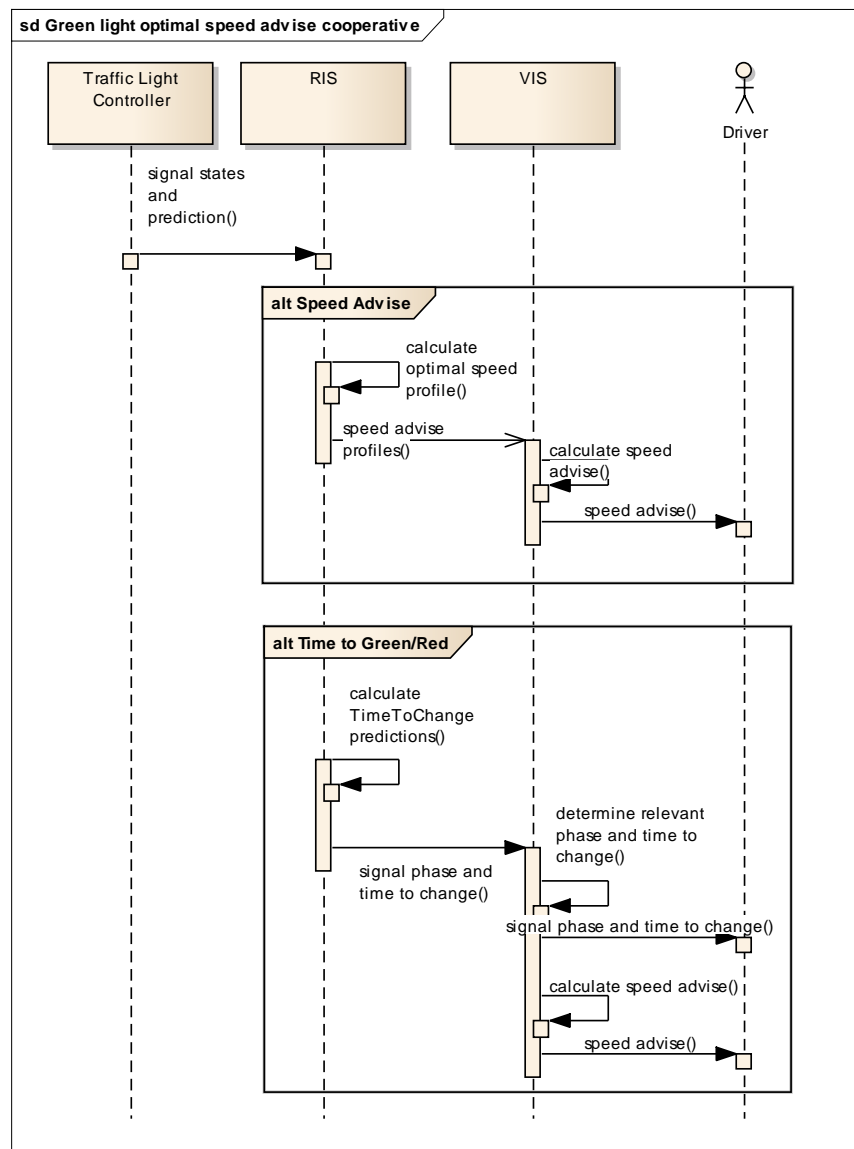 sd Green light optimal speed advise cooperative
Traffic Light
Controller
RIS
VIS
Driver
signal states
and
prediction()
alt Speed Advise
calculate
optimal speed
profile()
speed advise
profiles()
calculate speed
advise()
speed advise()
alt Time to Green/Red
calculate
TimeToChange
predictions()
determine relevant
phase and time to
change()
signal phase and
time to change()
signal phase and time to change()
calculate speed advise()
speed advise()